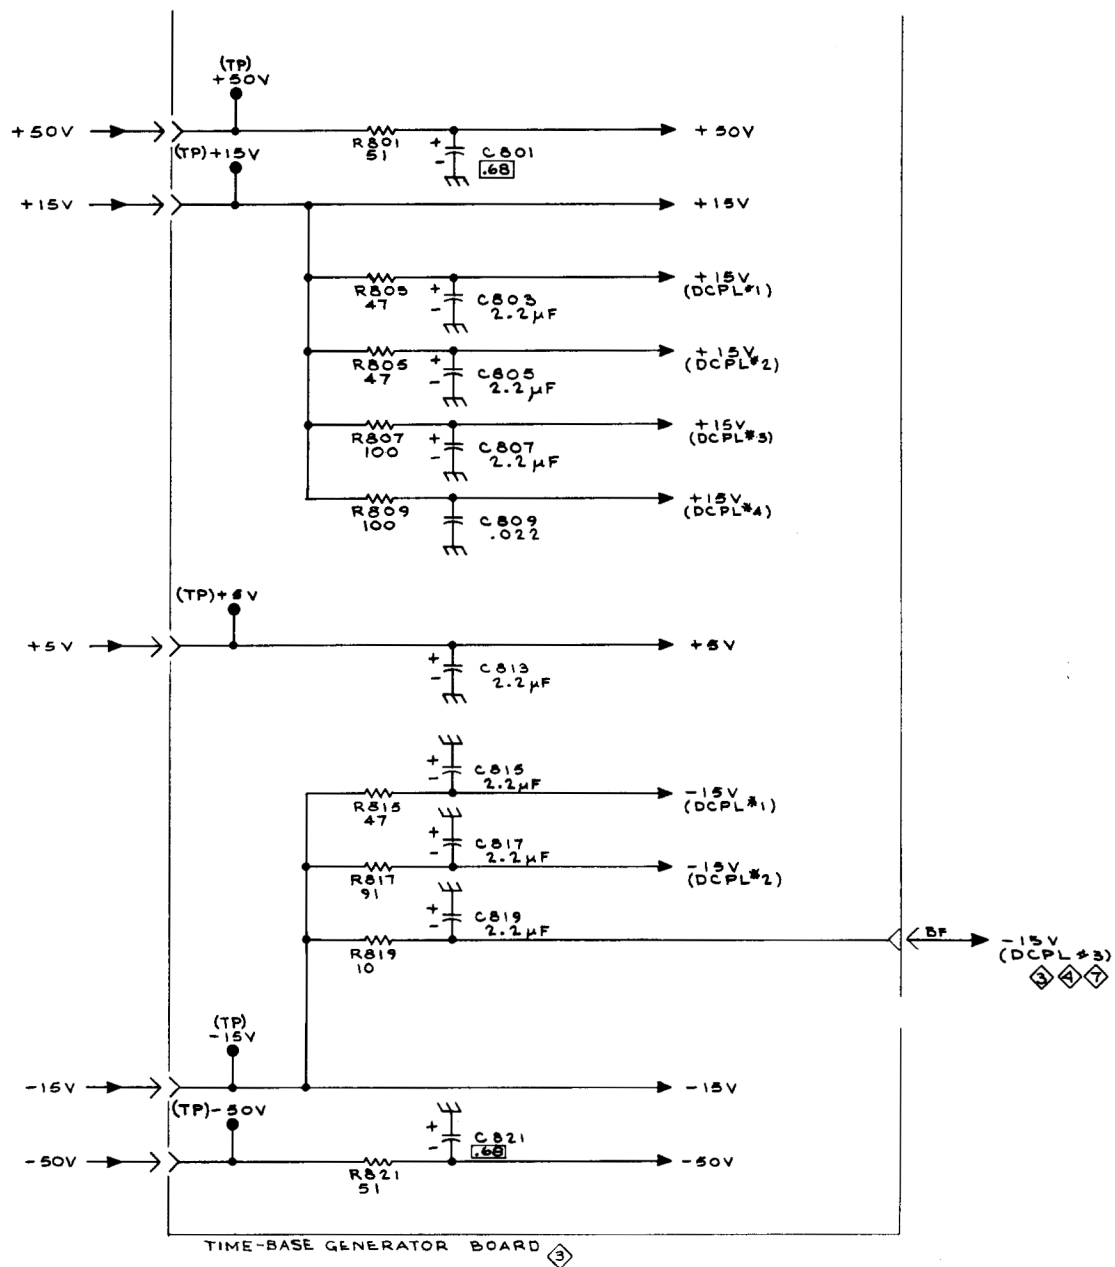 (TP)
+50V
+50V
R801
51
+
-
C801
.68
+50V
(TP)+15V
+15V
+15V
R803
47
+
-
C803
2.2µF
+15V
(DCPL#1)
R805
47
+
-
C805
2.2µF
+15V
(DCPL#2)
R807
100
+
-
C807
2.2µF
+15V
(DCPL#3)
R809
100
C809
.022
+15V
(DCPL#4)
(TP)+5V
+5V
+
-
C813
2.2µF
+5V
+
-
C815
2.2µF
R815
47
-15V
(DCPL#1)
+
-
C817
2.2µF
R817
91
-15V
(DCPL#2)
+
-
C819
2.2µF
R819
10
BF
-15V
(DCPL#3)
3 4 7
(TP)
-15V
-15V
-15V
(TP)-50V
+
-
C821
.68
-50V
R821
51
-50V
TIME-BASE GENERATOR BOARD 3